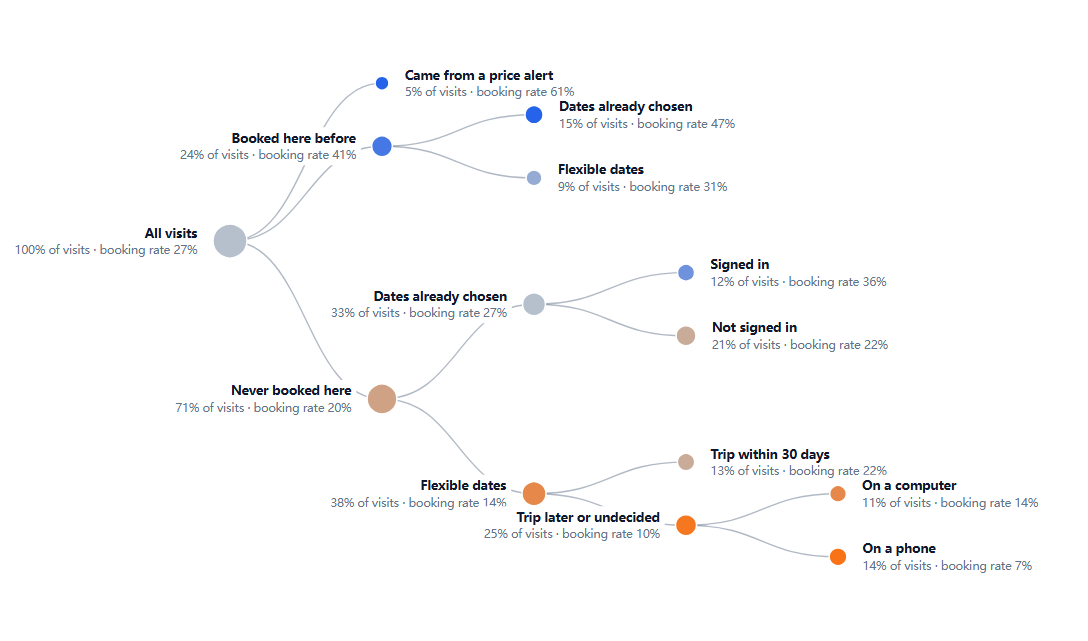 Came from a price alert
5% of visits · booking rate 61%
Dates already chosen
15% of visits · booking rate 47%
Booked here before
24% of visits · booking rate 41%
Flexible dates
9% of visits · booking rate 31%
All visits
100% of visits · booking rate 27%
Signed in
12% of visits · booking rate 36%
Dates already chosen
33% of visits · booking rate 27%
Not signed in
21% of visits · booking rate 22%
Never booked here
71% of visits · booking rate 20%
Trip within 30 days
13% of visits · booking rate 22%
Flexible dates
38% of visits · booking rate 14%
On a computer
11% of visits · booking rate 14%
Trip later or undecided
25% of visits · booking rate 10%
On a phone
14% of visits · booking rate 7%